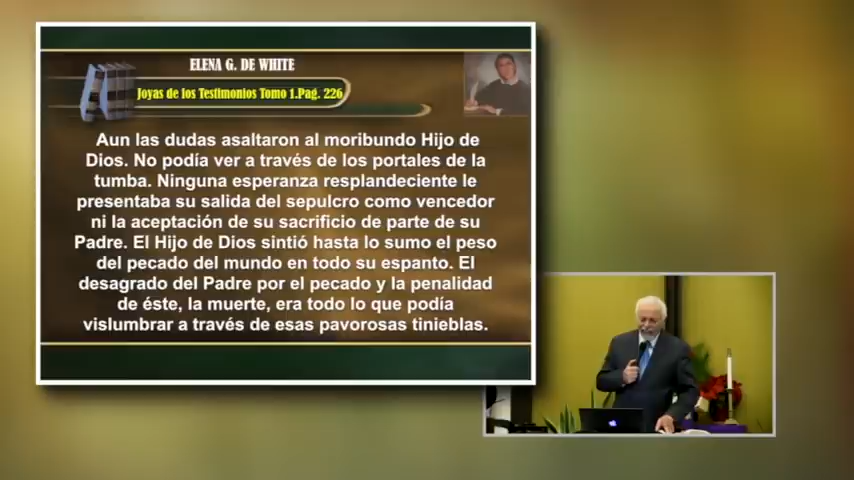 ELENA G. DE WHITE
Joyas de los Testimonios Tomo 1.Pag. 226
Aun las dudas asaltaron al moribundo Hijo de
Dios. No podía ver a través de los portales de la
tumba. Ninguna esperanza resplandeciente le
presentaba su salida del sepulcro como vencedor
ni la aceptación de su sacrificio de parte de su
Padre. El Hijo de Dios sintió hasta lo sumo el peso
del pecado del mundo en todo su espanto. El
desagrado del Padre por el pecado y la penalidad
de éste, la muerte, era todo lo que podía
vislumbrar a través de esas pavorosas tinieblas.